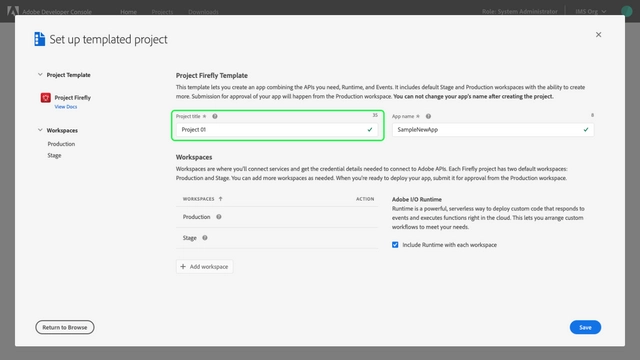 Adobe Developer Console
Home
Projects
Downloads
Role: System Administrator
IMS Org
Set up templated project
Project Template
Project Firefly
View Docs
Workspaces
Production
Stage
Project Firefly Template
This template lets you create an app combining the APIs you need, Runtime, and Events. It includes default Stage and Production workspaces with the ability to create
more. Submission for approval of your app will happen from the Production workspace. You can not change your app's name after creating the project.
Project title
35
App name
8
Project 01
SampleNewApp
Workspaces
Workspaces are where you'll connect services and get the credential details needed to connect to Adobe APIs. Each Firefly project has two default workspaces:
Production and Stage. You can add more workspaces as needed. When you're ready to deploy your app, submit it for approval from the Production workspace.
WORKSPACES
ACTION
Production
Stage
Add workspace
Adobe I/O Runtime
Runtime is a powerful, serverless way to deploy custom code that responds to
events and executes functions right in the cloud. This lets you arrange custom
workflows to meet your needs.
Include Runtime with each workspace
Return to Browse
Save